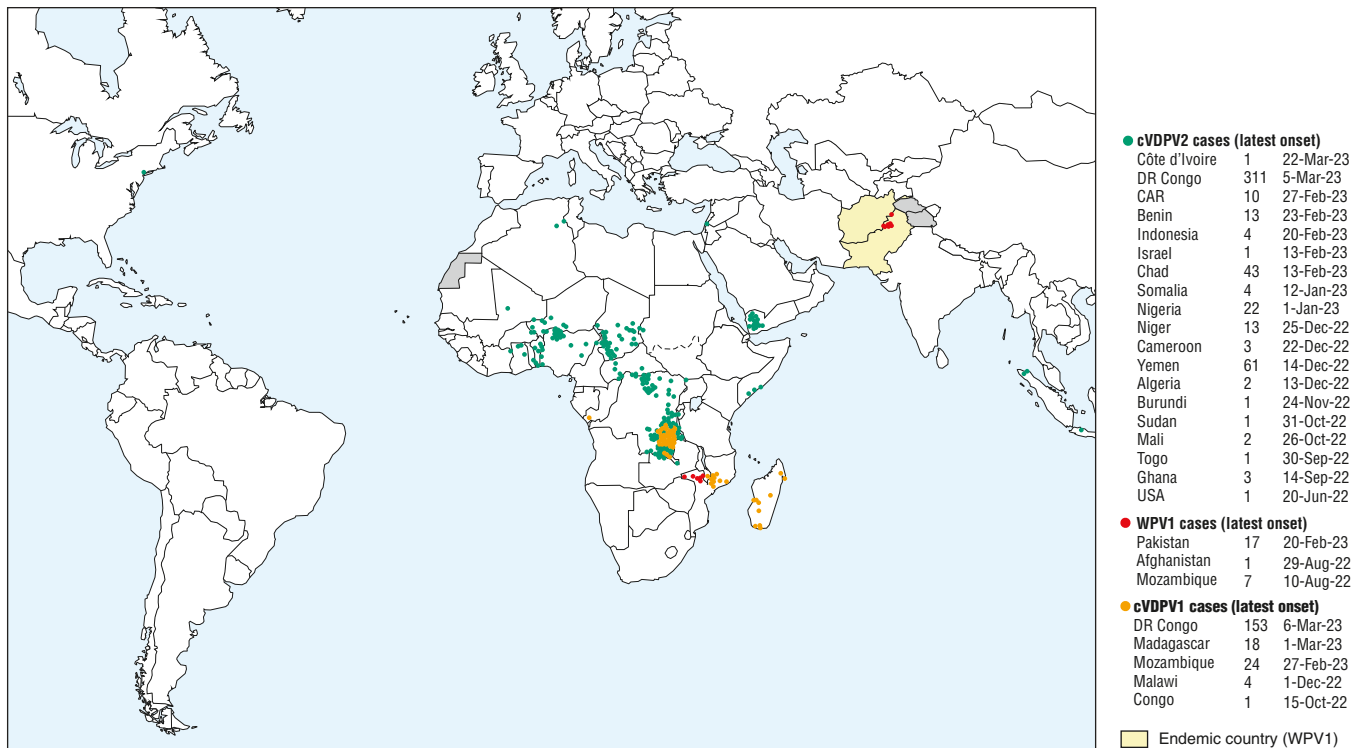 cVDPV2 cases (latest onset)
Côte d'Ivoire 1 22-Mar-23
DR Congo 311 5-Mar-23
CAR 10 27-Feb-23
Benin 13 23-Feb-23
Indonesia 4 20-Feb-23
Israel 1 13-Feb-23
Chad 43 13-Feb-23
Somalia 4 12-Jan-23
Nigeria 22 1-Jan-23
Niger 13 25-Dec-22
Cameroon 3 22-Dec-22
Yemen 61 14-Dec-22
Algeria 2 13-Dec-22
Burundi 1 24-Nov-22
Sudan 1 31-Oct-22
Mali 2 26-Oct-22
Togo 1 30-Sep-22
Ghana 3 14-Sep-22
USA 1 20-Jun-22
WPV1 cases (latest onset)
Pakistan 17 20-Feb-23
Afghanistan 1 29-Aug-22
Mozambique 7 10-Aug-22
cVDPV1 cases (latest onset)
DR Congo 153 6-Mar-23
Madagascar 18 1-Mar-23
Mozambique 24 27-Feb-23
Malawi 4 1-Dec-22
Congo 1 15-Oct-22
Endemic country (WPV1)